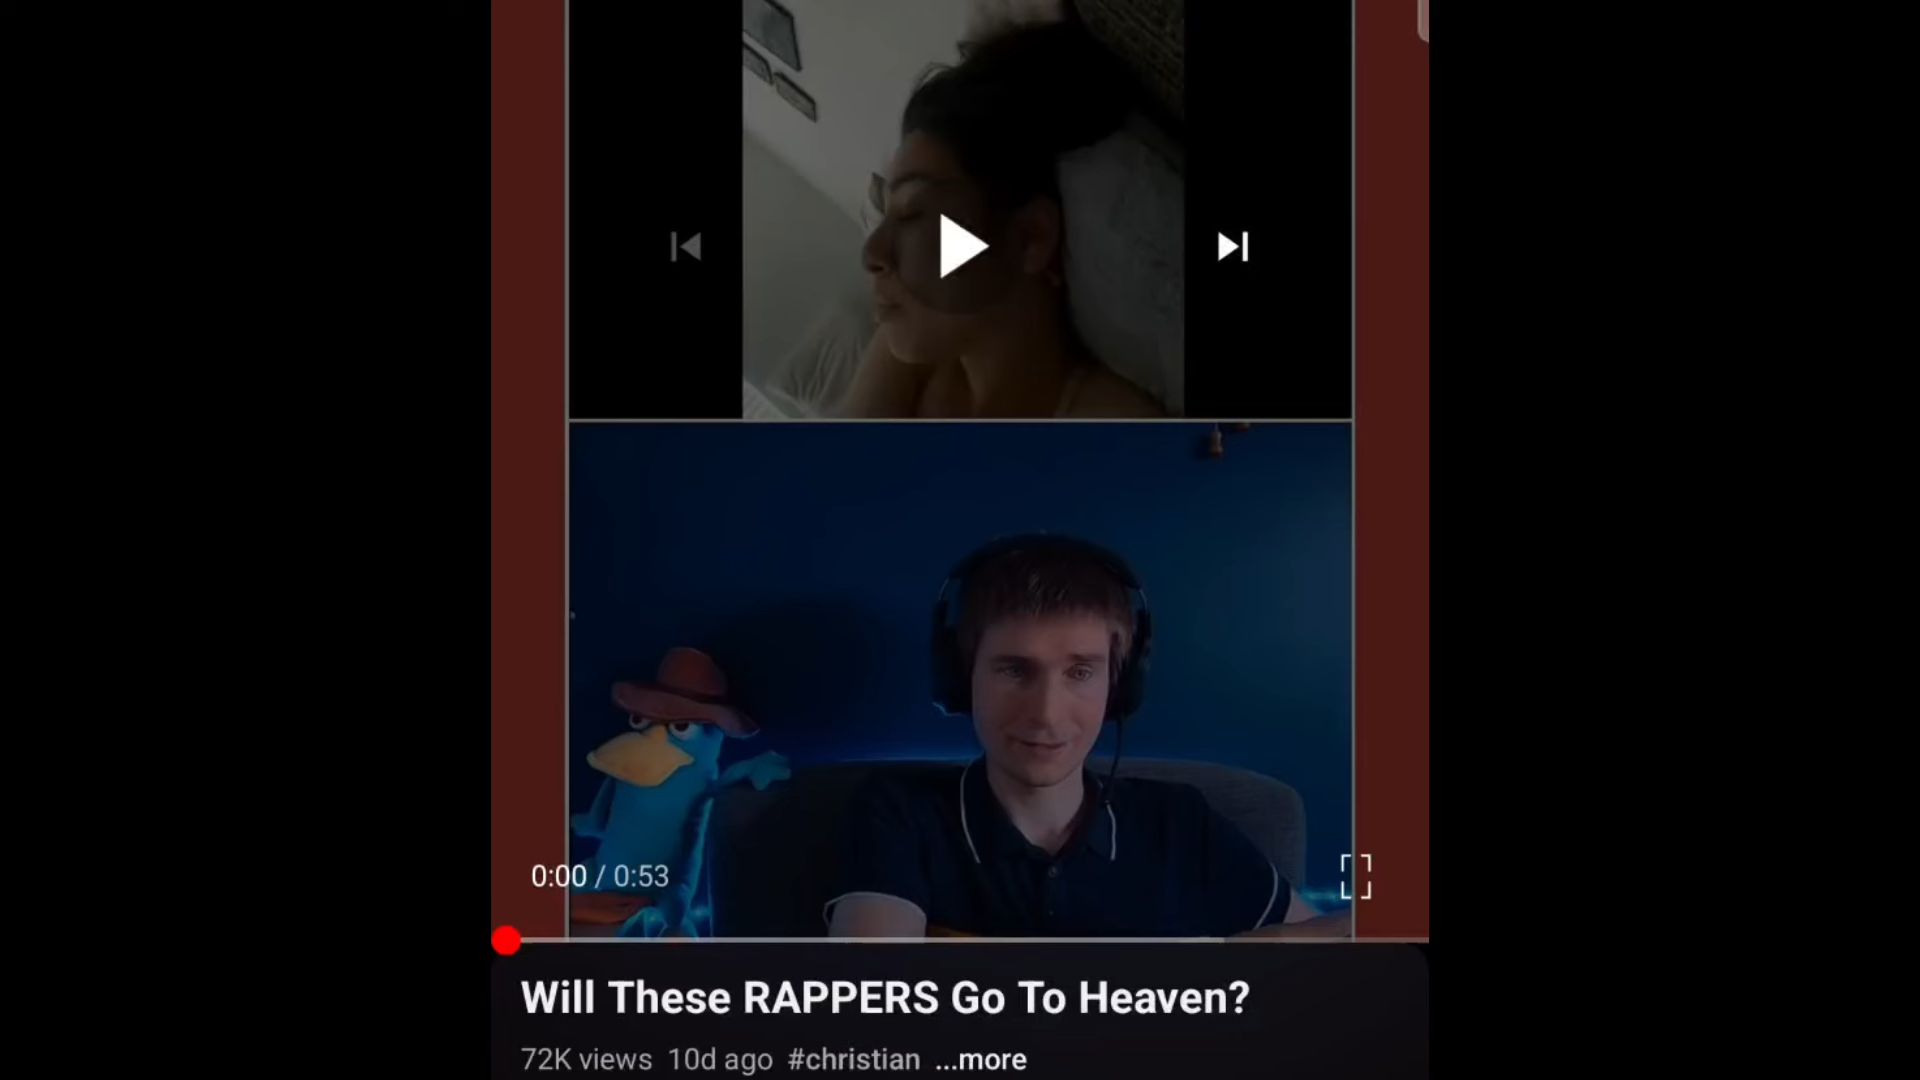 0:00 / 0:53
Will These RAPPERS Go To Heaven?
72K views 10d ago #christian ...more